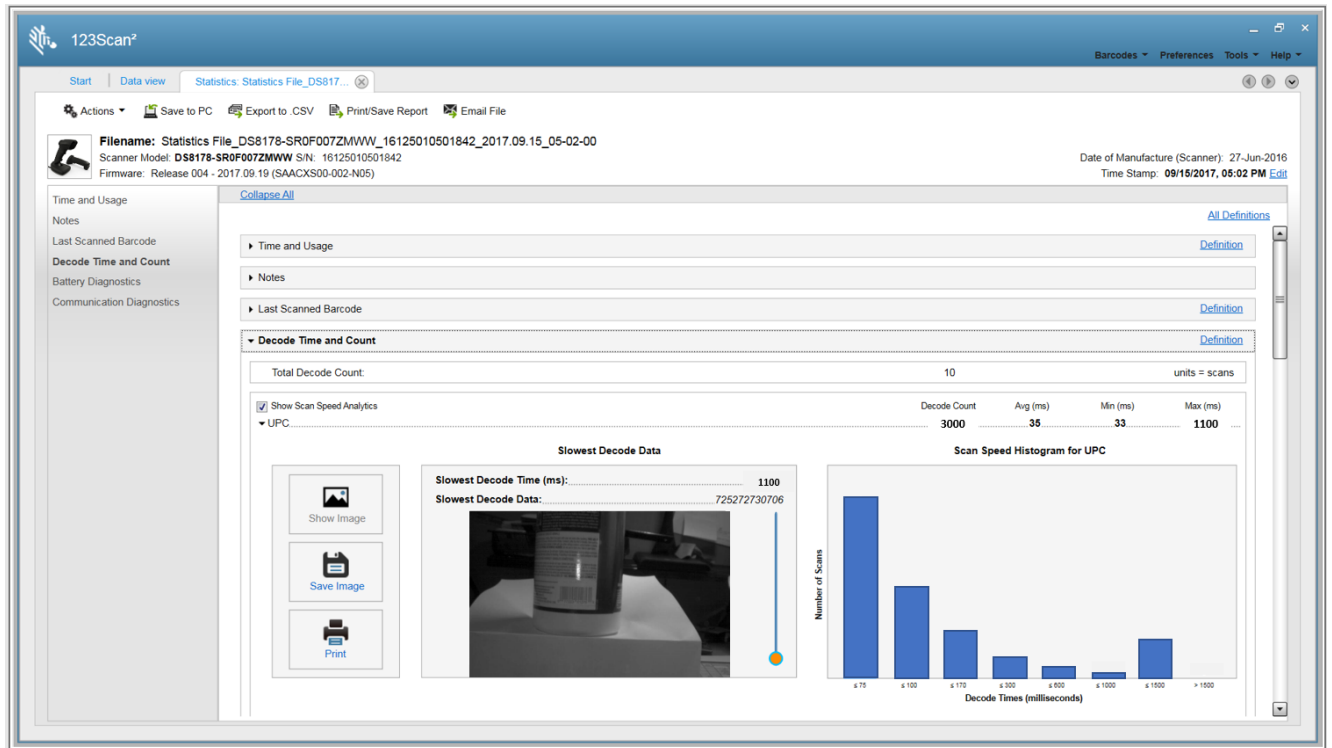 123Scan²
Barcodes Preferences Tools Help
Start Data view Statistics: Statistics File_DS817...
Actions Save to PC Export to .CSV Print/Save Report Email File
Filename: Statistics File_DS8178-SR0F007ZMWW_16125010501842_2017.09.15_05-02-00
Scanner Model: DS8178-SR0F007ZMWW S/N: 16125010501842 Date of Manufacture (Scanner): 27-Jun-2016
Firmware: Release 004 - 2017.09.19 (SAACXS00-002-N05) Time Stamp: 09/15/2017, 05:02 PM Edit
Time and Usage
Notes
Last Scanned Barcode
Decode Time and Count
Battery Diagnostics
Communication Diagnostics
Collapse All
All Definitions
Time and Usage Definition
Notes
Last Scanned Barcode Definition
Decode Time and Count Definition
Total Decode Count: 10 units = scans
Show Scan Speed Analytics Decode Count Avg (ms) Min (ms) Max (ms)
UPC 3000 35 33 1100
Show Image
Save Image
Print
Slowest Decode Data
Slowest Decode Time (ms): 1100
Slowest Decode Data: 725272730706
Scan Speed Histogram for UPC
Number of Scans
≤ 75 ≤ 100 ≤ 170 ≤ 300 ≤ 600 ≤ 1000 ≤ 1500 > 1500
Decode Times (milliseconds)